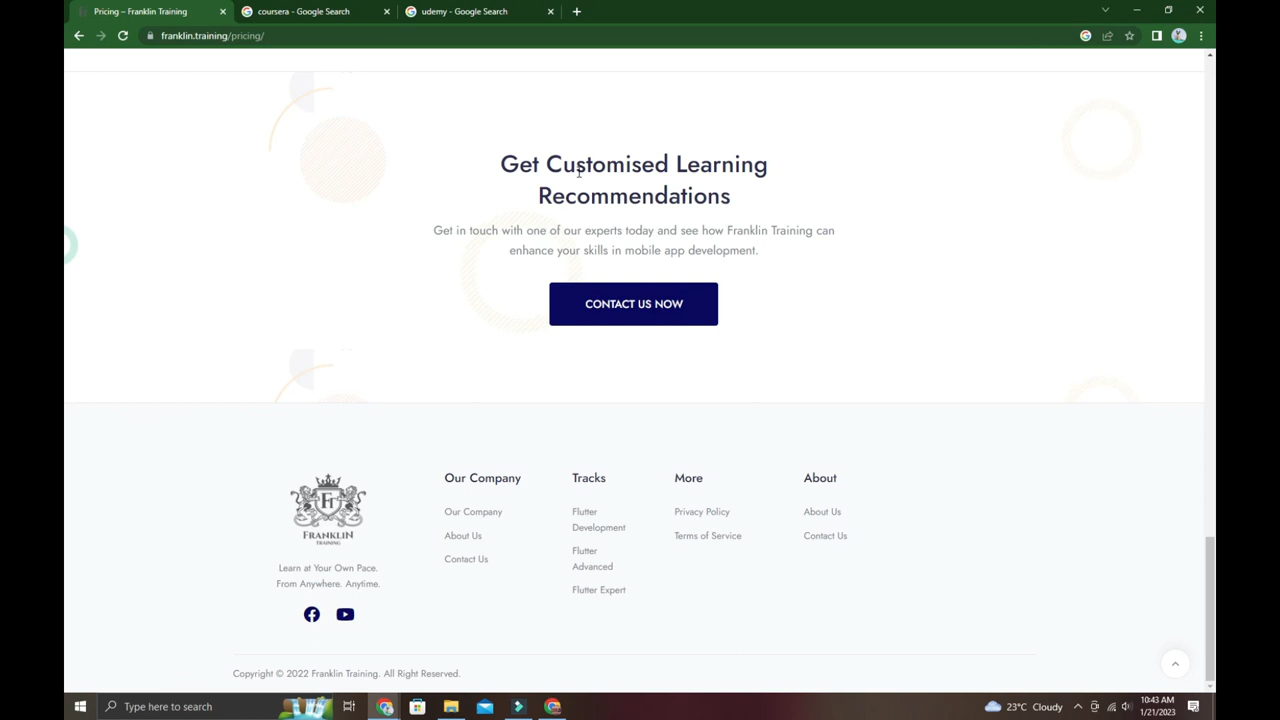 Pricing – Franklin Training
coursera - Google Search
udemy - Google Search
franklin.training/pricing/
Get Customised Learning
Recommendations
Get in touch with one of our experts today and see how Franklin Training can
enhance your skills in mobile app development.
CONTACT US NOW
FT
FRANKLIN
TRAINING
Learn at Your Own Pace.
From Anywhere. Anytime.
Our Company
Our Company
About Us
Contact Us
Tracks
Flutter
Development
Flutter
Advanced
Flutter Expert
More
Privacy Policy
Terms of Service
About
About Us
Contact Us
Copyright © 2022 Franklin Training. All Right Reserved.
Type here to search
23°C Cloudy
10:43 AM
1/21/2023